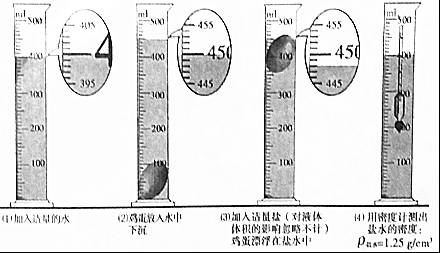 ml
500
400
300
200
100
405
4
395
ml
500
400
300
200
100
455
450
445
ml
500
400
300
200
100
455
450
445
ml
500
400
300
200
100
(1)加入适量的水
(2)鸡蛋放入水中
下沉
(3)加入适量盐（对液体
体积的影响忽略不计）
鸡蛋漂浮在盐水中
(4)用密度计测出
盐水的密度:
ρ盐水=1.25 g/cm³